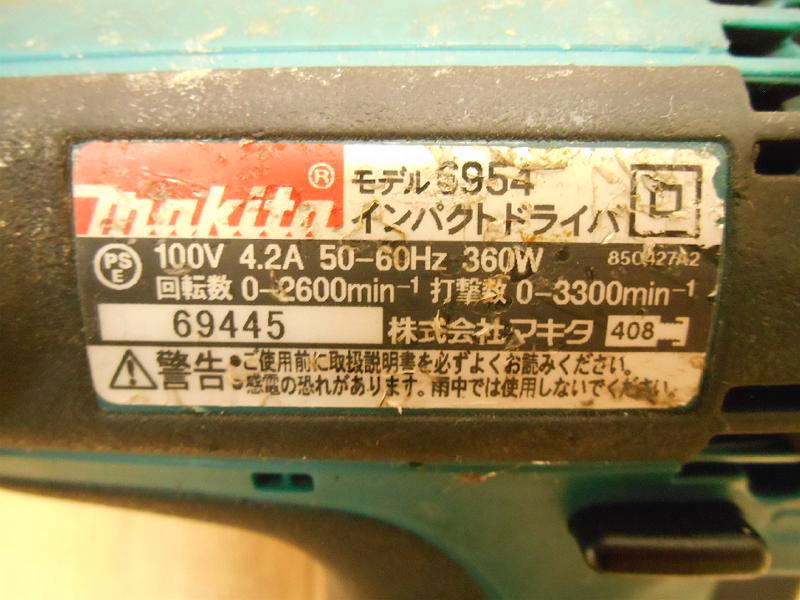 makita®
モデル 6954
インパクトドライバ
PSE 100V 4.2A 50-60Hz 360W 850427A2
回転数 0-2600min⁻¹ 打撃数 0-3300min⁻¹
69445 株式会社マキタ 408
警告 ●ご使用前に取扱説明書を必ずよくお読みください。
●感電の恐れがあります。雨中では使用しないでください。